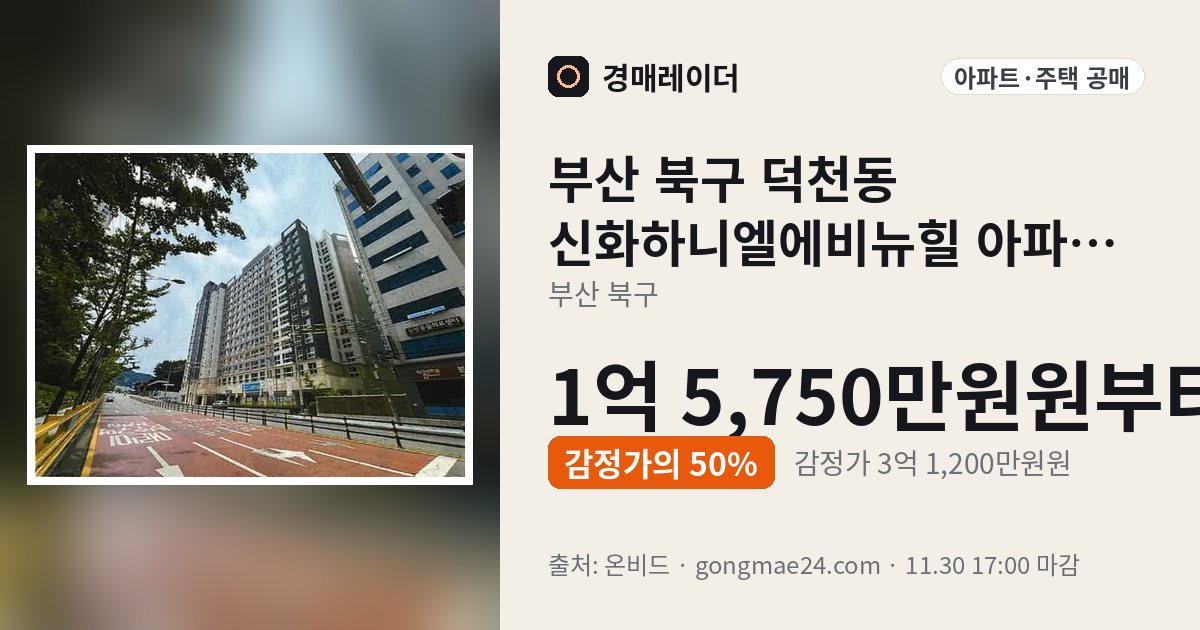 경매레이더
아파트·주택 공매
부산 북구 덕천동
신화하니엘에비뉴힐 아파…
부산 북구
1억 5,750만원원부터
감정가의 50%
감정가 3억 1,200만원원
출처: 온비드 · gongmae24.com · 11.30 17:00 마감